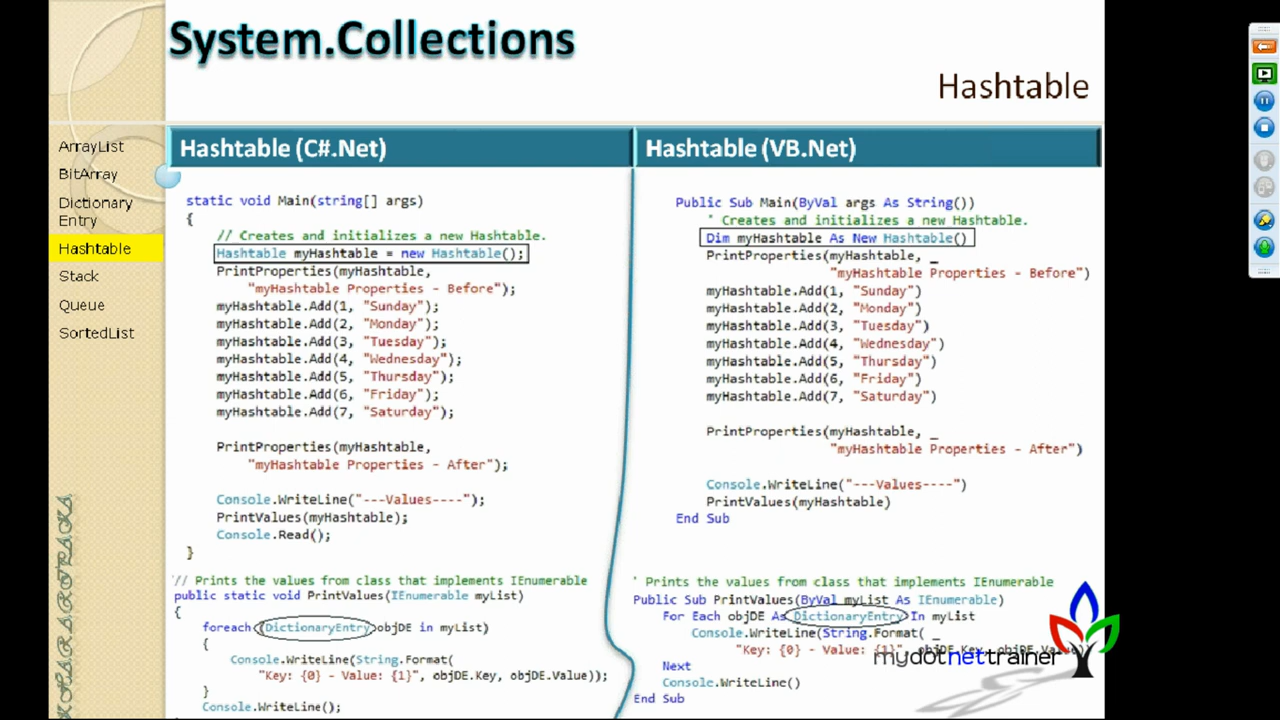 System.Collections
Hashtable
ArrayList
BitArray
Dictionary
Entry
Hashtable
Stack
Queue
SortedList
Hashtable (C#.Net)
static void Main(string[] args)
{
// Creates and initializes a new Hashtable.
Hashtable myHashtable = new Hashtable();
PrintProperties(myHashtable,
"myHashtable Properties - Before");
myHashtable.Add(1, "Sunday");
myHashtable.Add(2, "Monday");
myHashtable.Add(3, "Tuesday");
myHashtable.Add(4, "Wednesday");
myHashtable.Add(5, "Thursday");
myHashtable.Add(6, "Friday");
myHashtable.Add(7, "Saturday");
PrintProperties(myHashtable,
"myHashtable Properties - After");
Console.WriteLine("---Values----");
PrintValues(myHashtable);
Console.Read();
}
// Prints the values from class that implements IEnumerable
public static void PrintValues(IEnumerable myList)
{
foreach (DictionaryEntry objDE in myList)
{
Console.WriteLine(String.Format(
"Key: {0} - Value: {1}", objDE.Key, objDE.Value));
}
Console.WriteLine();
Hashtable (VB.Net)
Public Sub Main(ByVal args As String())
' Creates and initializes a new Hashtable.
Dim myHashtable As New Hashtable()
PrintProperties(myHashtable, _
"myHashtable Properties - Before")
myHashtable.Add(1, "Sunday")
myHashtable.Add(2, "Monday")
myHashtable.Add(3, "Tuesday")
myHashtable.Add(4, "Wednesday")
myHashtable.Add(5, "Thursday")
myHashtable.Add(6, "Friday")
myHashtable.Add(7, "Saturday")
PrintProperties(myHashtable, _
"myHashtable Properties - After")
Console.WriteLine("---Values----")
PrintValues(myHashtable)
End Sub
' Prints the values from class that implements IEnumerable
Public Sub PrintValues(ByVal myList As IEnumerable)
For Each objDE As DictionaryEntry In myList
Console.WriteLine(String.Format( _
"Key: {0} - Value: {1}", objDE.Key, objDE.Value))
Next
Console.WriteLine()
End Sub
mydotnettrainer